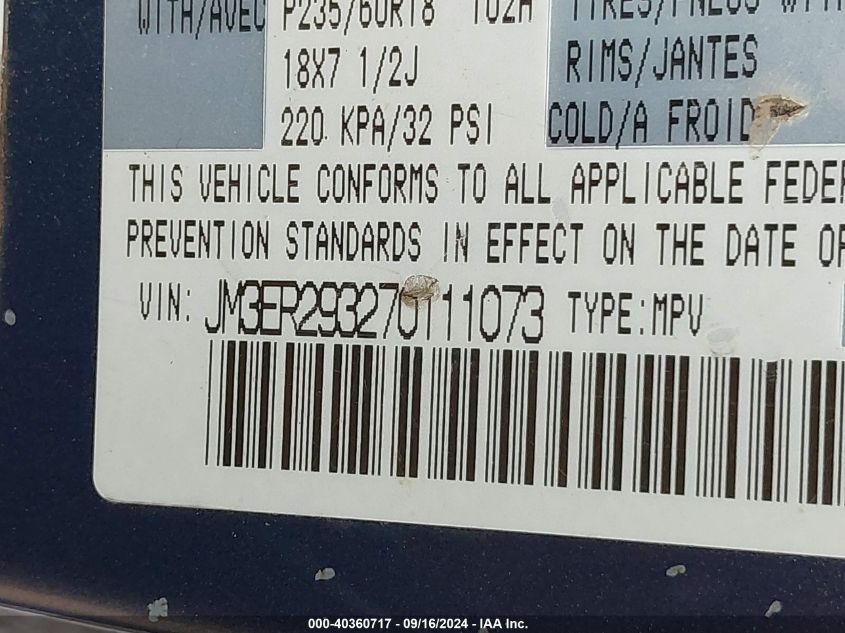 WITH/AVEC P235/60R18 102H TIRES/PNEUS
18X7 1/2J RIMS/JANTES
220 KPA/32 PSI COLD/A FROID
THIS VEHICLE CONFORMS TO ALL APPLICABLE FEDER
PREVENTION STANDARDS IN EFFECT ON THE DATE OF
VIN: JM3ER293270111073 TYPE:MPV
000-40360717 - 09/16/2024 - IAA Inc.